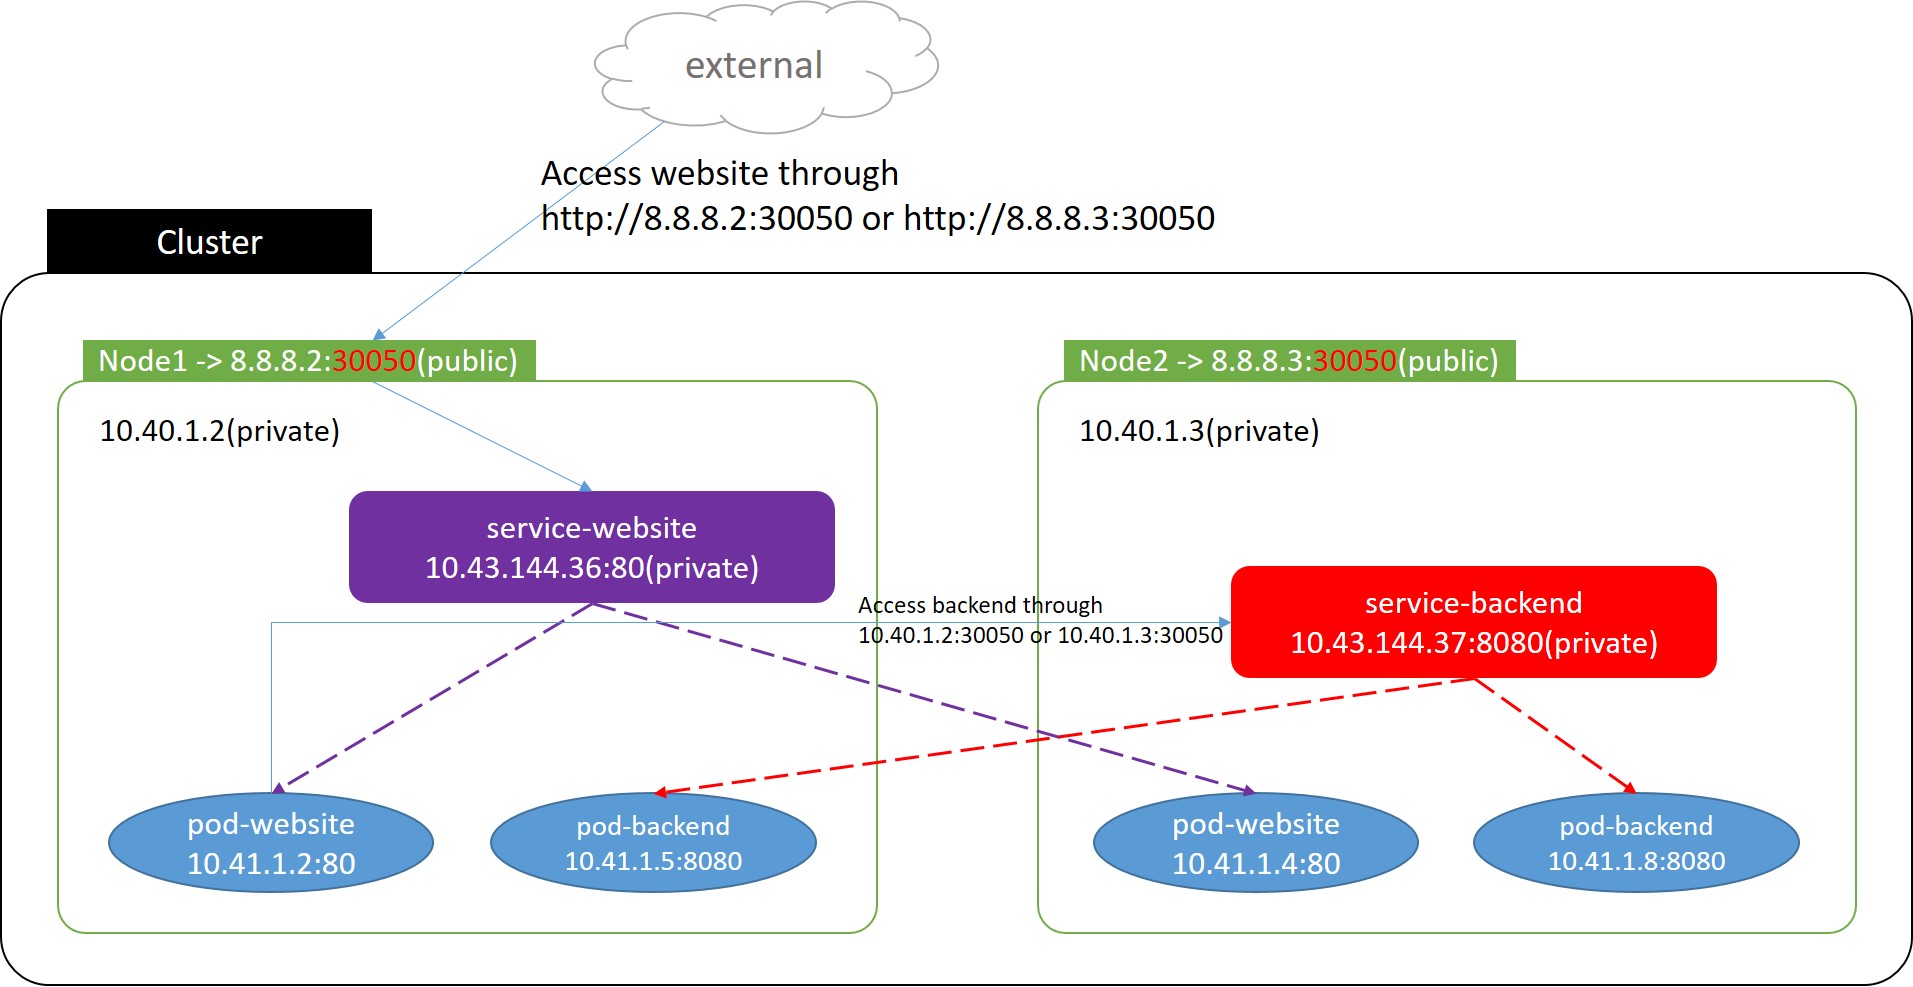 external
Access website through
http://8.8.8.2:30050 or http://8.8.8.3:30050
Cluster
Node1 -> 8.8.8.2:30050(public)
10.40.1.2(private)
service-website
10.43.144.36:80(private)
Node2 -> 8.8.8.3:30050(public)
10.40.1.3(private)
Access backend through
10.40.1.2:30050 or 10.40.1.3:30050
service-backend
10.43.144.37:8080(private)
pod-website
10.41.1.2:80
pod-backend
10.41.1.5:8080
pod-website
10.41.1.4:80
pod-backend
10.41.1.8:8080